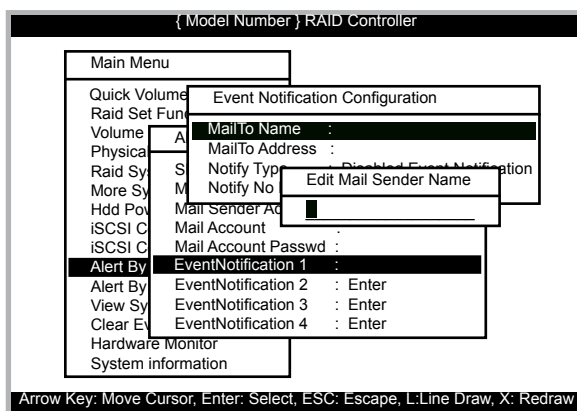 { Model Number } RAID Controller
Main Menu
Quick Volume
Raid Set Fun
Volume
Physica
Raid Sy
More Sy
Hdd Po
iSCSI C
iSCSI C
Alert By
Alert By
View Sy
Clear Ev
Hardware Monitor
System information
A
S
M
Mail Sender Ad
Mail Account :
Mail Account Passwd :
EventNotification 1 :
EventNotification 2 : Enter
EventNotification 3 : Enter
EventNotification 4 : Enter
Event Notification Configuration
MailTo Name :
MailTo Address :
Notify Type : Disabled Event Notification
Notify No
Edit Mail Sender Name
Arrow Key: Move Cursor, Enter: Select, ESC: Escape, L:Line Draw, X: Redraw